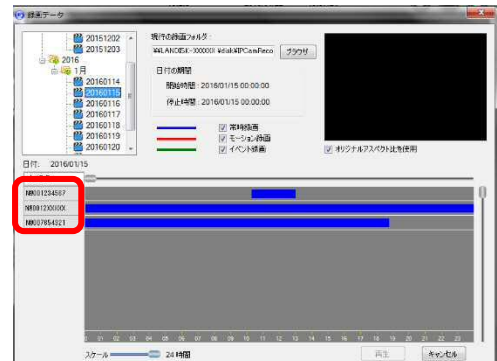 録画データ
20151202
20151203
2016
1月
20160114
20160115
20160116
20160117
20160118
20160119
20160120
現行の録画フォルダ:
¥¥LANDISK-XXXXXX ¥disk¥IPCamReco
ブラウザ
日付の期間
開始時間 : 2016/01/15 00:00:00
停止時間 : 2016/01/15 00:00:00
常時録画
モーション録画
イベント録画
オリジナルアスペクト比を使用
日付: 2016/01/15
N8001234567
N80012XXXXX
N8007654321
01 02 03 04 05 06 07 08 09 10 11 12 13 14 15 16 17 18 19 20 21 22 23
スケール
24 時間
再生
キャンセル